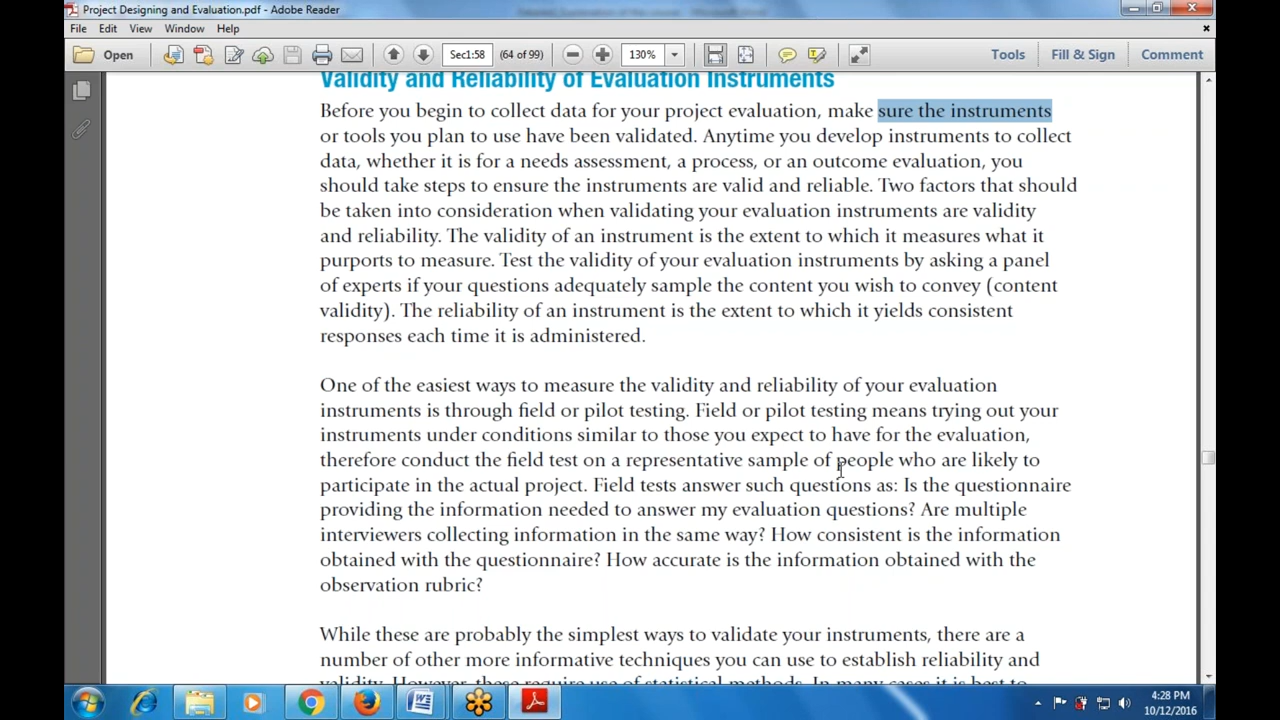 Project Designing and Evaluation.pdf - Adobe Reader
File Edit View Window Help
Open Sec1:58 (64 of 99) 130% Tools Fill & Sign Comment
Validity and Reliability of Evaluation Instruments
Before you begin to collect data for your project evaluation, make sure the instruments
or tools you plan to use have been validated. Anytime you develop instruments to collect
data, whether it is for a needs assessment, a process, or an outcome evaluation, you
should take steps to ensure the instruments are valid and reliable. Two factors that should
be taken into consideration when validating your evaluation instruments are validity
and reliability. The validity of an instrument is the extent to which it measures what it
purports to measure. Test the validity of your evaluation instruments by asking a panel
of experts if your questions adequately sample the content you wish to convey (content
validity). The reliability of an instrument is the extent to which it yields consistent
responses each time it is administered.
One of the easiest ways to measure the validity and reliability of your evaluation
instruments is through field or pilot testing. Field or pilot testing means trying out your
instruments under conditions similar to those you expect to have for the evaluation,
therefore conduct the field test on a representative sample of people who are likely to
participate in the actual project. Field tests answer such questions as: Is the questionnaire
providing the information needed to answer my evaluation questions? Are multiple
interviewers collecting information in the same way? How consistent is the information
obtained with the questionnaire? How accurate is the information obtained with the
observation rubric?
While these are probably the simplest ways to validate your instruments, there are a
number of other more informative techniques you can use to establish reliability and
validity. However, these require use of statistical methods. In many cases it is best to
4:28 PM
10/12/2016